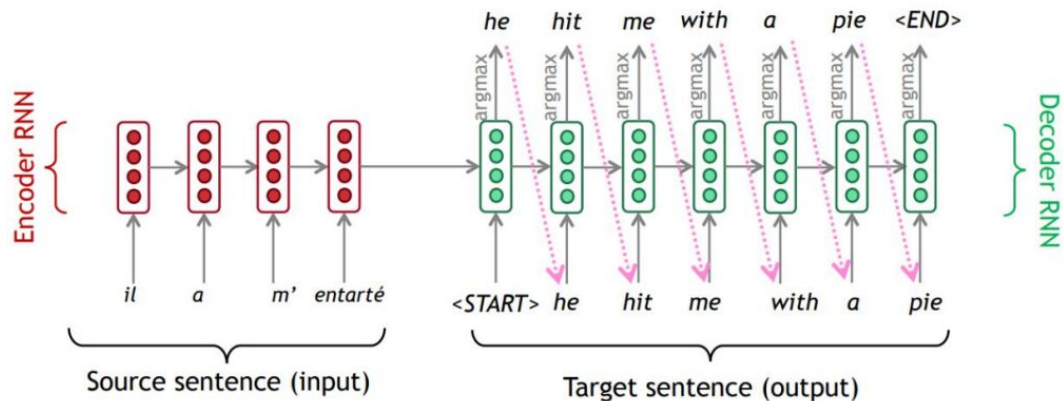 he hit me with a pie <END>
argmax argmax argmax argmax argmax argmax argmax
Encoder RNN
Decoder RNN
il a m' entarté
<START> he hit me with a pie
Source sentence (input)
Target sentence (output)